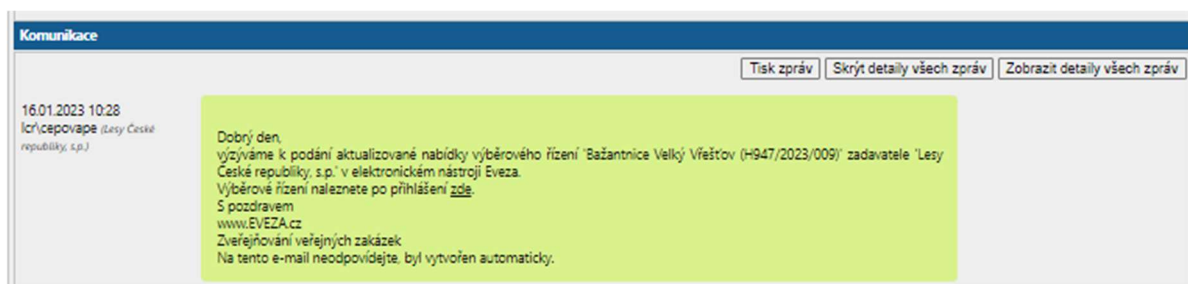 Komunikace
Tisk zpráv Skrýt detaily všech zpráv Zobrazit detaily všech zpráv
16.01.2023 10:28
lcr\cepovape (Lesy České
republiky, s.p.)
Dobrý den,
výzýváme k podání aktualizované nabídky výběrového řízení 'Bažantnice Velký Vřešťov (H947/2023/009)' zadavatele 'Lesy
České republiky, s.p.' v elektronickém nástroji Eveza.
Výběrové řízení naleznete po přihlášení zde.
S pozdravem
www.EVEZA.cz
Zveřejňování veřejných zakázek
Na tento e-mail neodpovídejte, byl vytvořen automaticky.